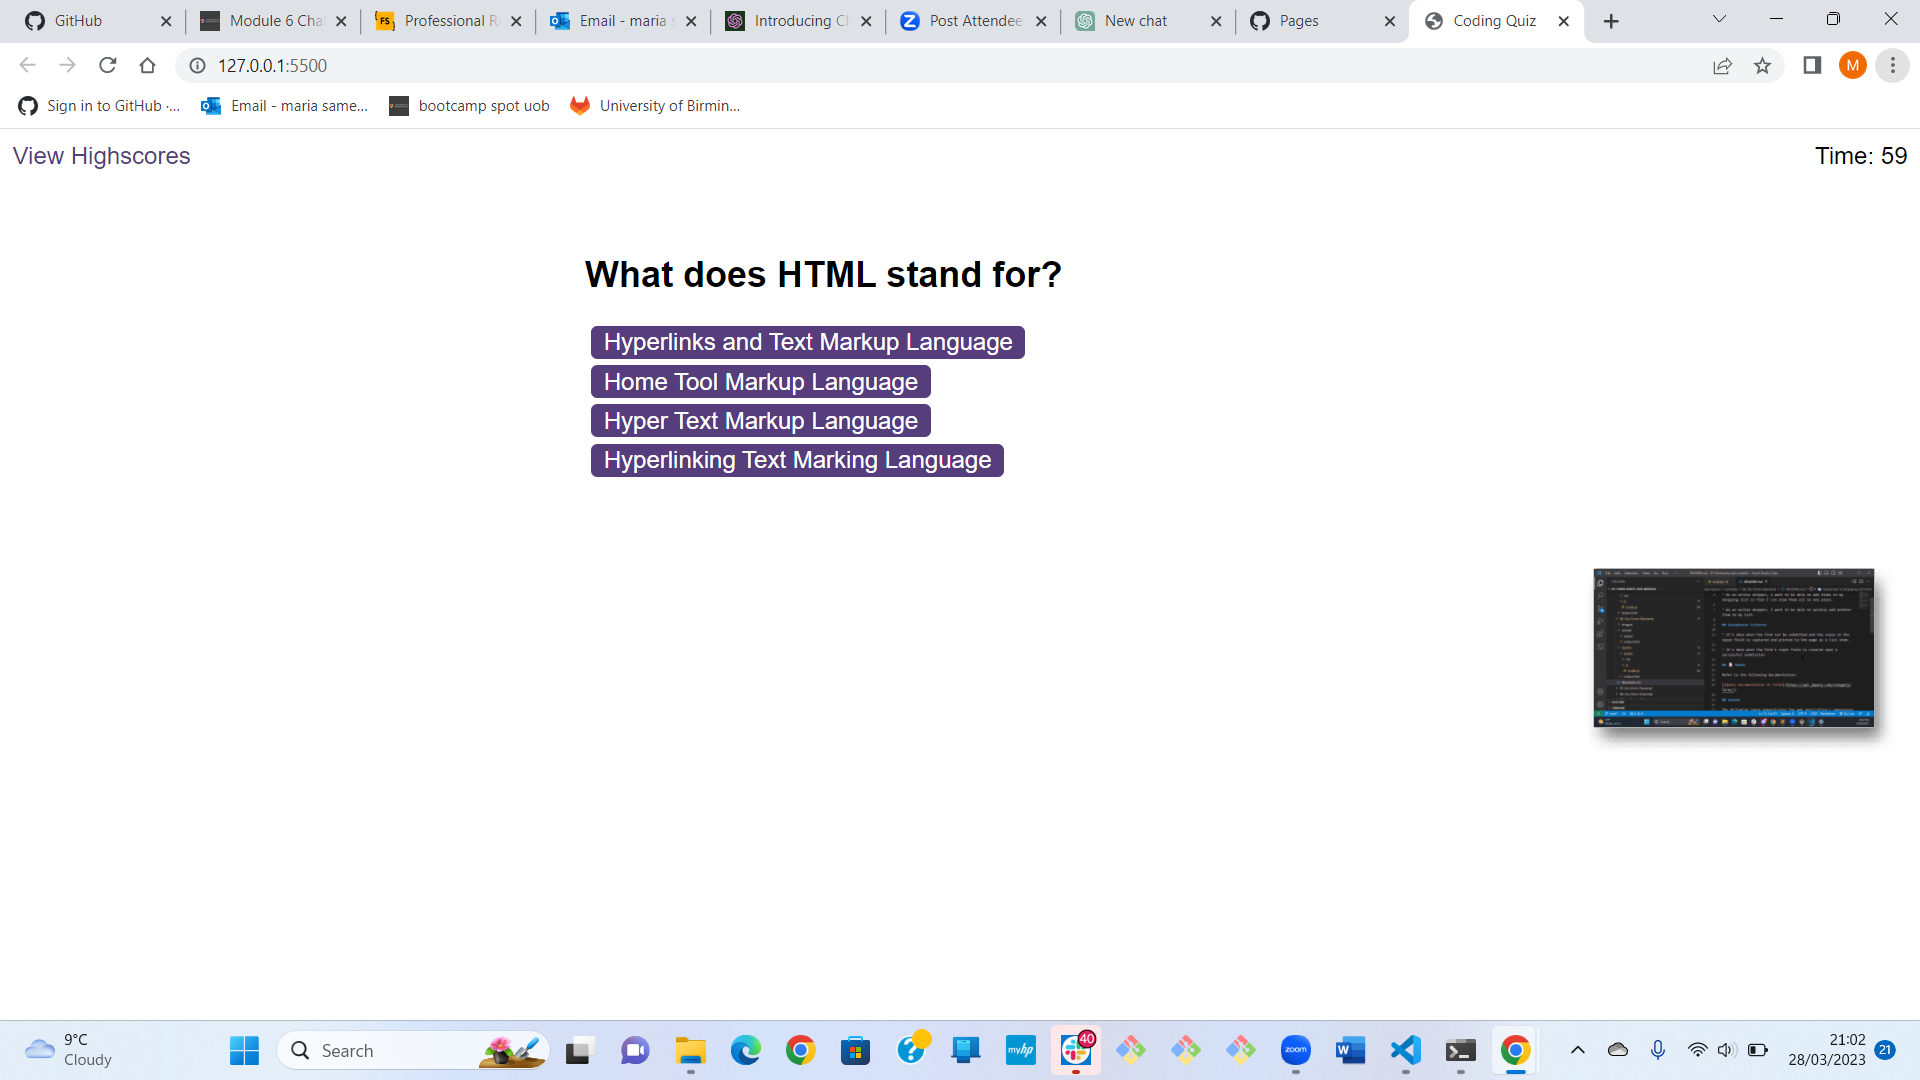 GitHub
Module 6 Cha
Professional R
Email - maria s
Introducing Ch
Post Attendee
New chat
Pages
Coding Quiz
127.0.0.1:5500
M
Sign in to GitHub ·...
Email - maria same...
bootcamp spot uob
University of Birmin...
View Highscores
Time: 59
What does HTML stand for?
Hyperlinks and Text Markup Language
Home Tool Markup Language
Hyper Text Markup Language
Hyperlinking Text Marking Language
9°C
Cloudy
Search
myhp
40
zoom
21:02
28/03/2023
21